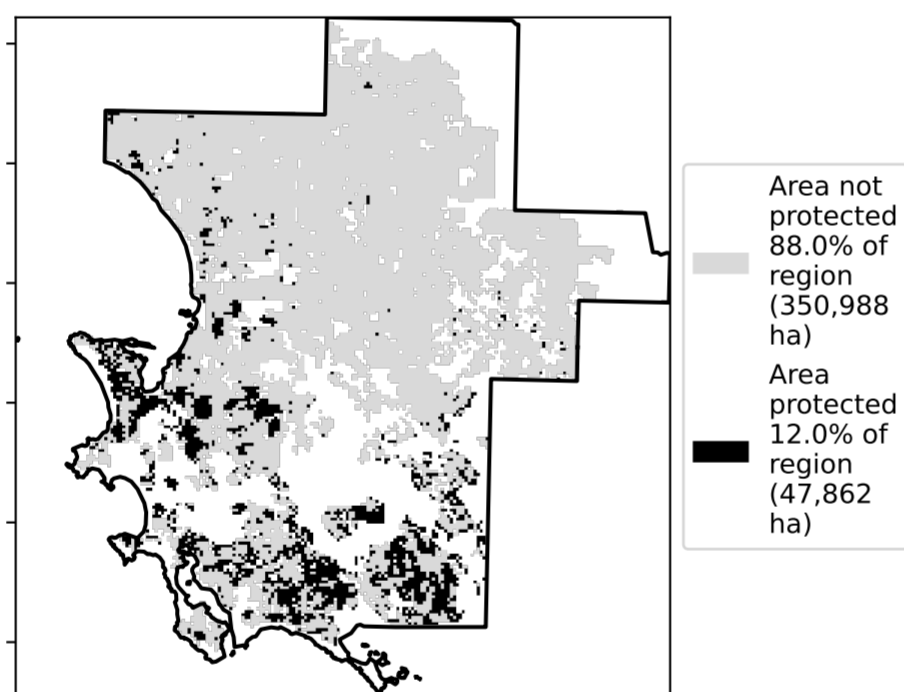 Area not
protected
88.0% of
region
(350,988
ha)
Area
protected
12.0% of
region
(47,862
ha)